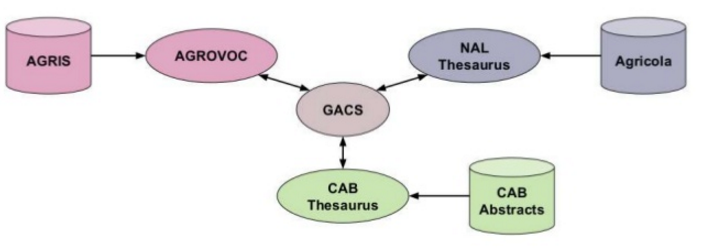 AGRIS
AGROVOC
NAL
Thesaurus
Agricola
GACS
CAB
Thesaurus
CAB
Abstracts